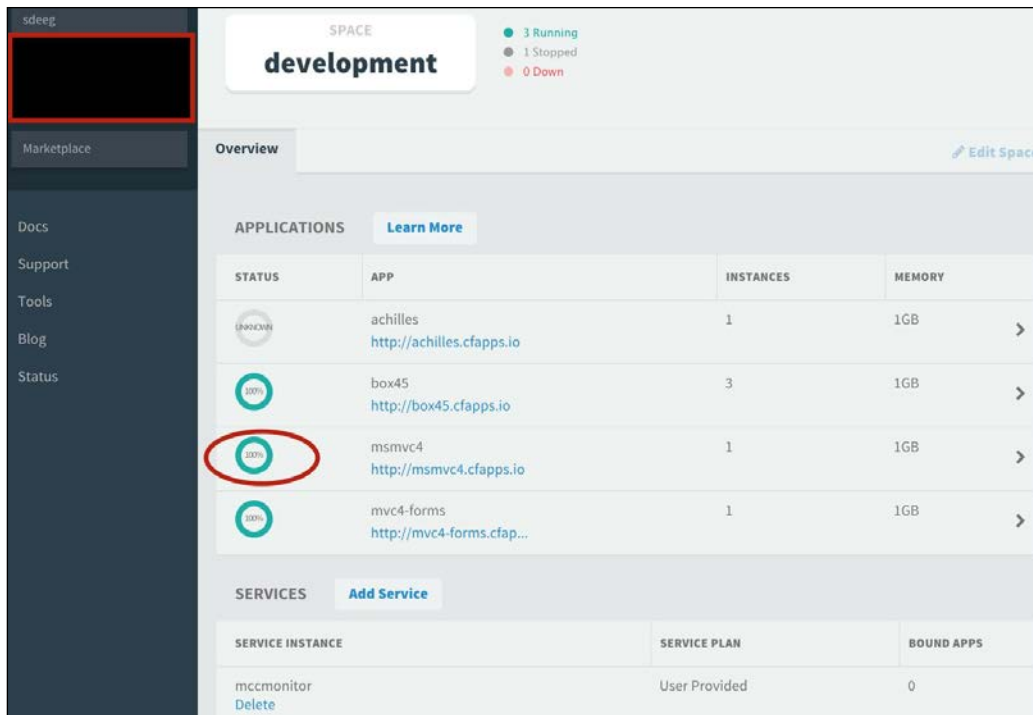 sdeeg
SPACE
development
3 Running
1 Stopped
0 Down
Marketplace
Overview
Edit Space
Docs
Support
Tools
Blog
Status
APPLICATIONS Learn More
STATUS APP INSTANCES MEMORY
UNKNOWN achilles 1 1GB
http://achilles.cfapps.io
100% box45 3 1GB
http://box45.cfapps.io
100% msmvc4 1 1GB
http://msmvc4.cfapps.io
100% mvc4-forms 1 1GB
http://mvc4-forms.cfap...
SERVICES Add Service
SERVICE INSTANCE SERVICE PLAN BOUND APPS
mccmonitor User Provided 0
Delete